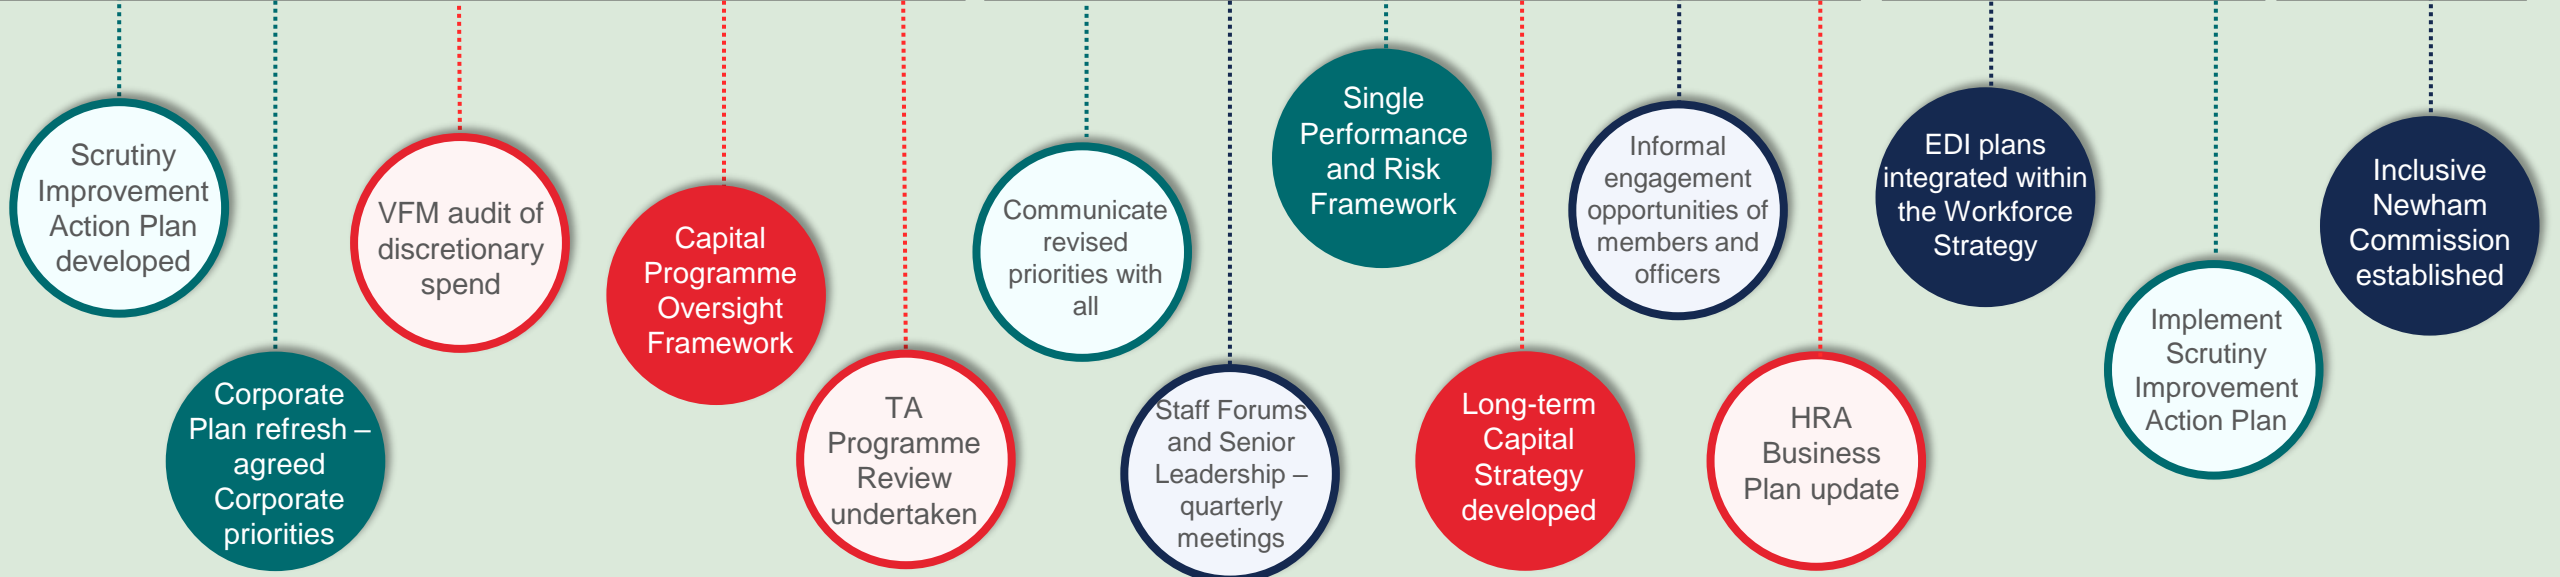 Scrutiny
Improvement
Action Plan
developed
Corporate
Plan refresh –
agreed
Corporate
priorities
VFM audit of
discretionary
spend
Capital
Programme
Oversight
Framework
TA
Programme
Review
undertaken
Communicate
revised
priorities with
all
Staff Forums
and Senior
Leadership –
quarterly
meetings
Single
Performance
and Risk
Framework
Long-term
Capital
Strategy
developed
Informal
engagement
opportunities of
members and
officers
HRA
Business
Plan update
EDI plans
integrated within
the Workforce
Strategy
Implement
Scrutiny
Improvement
Action Plan
Inclusive
Newham
Commission
established